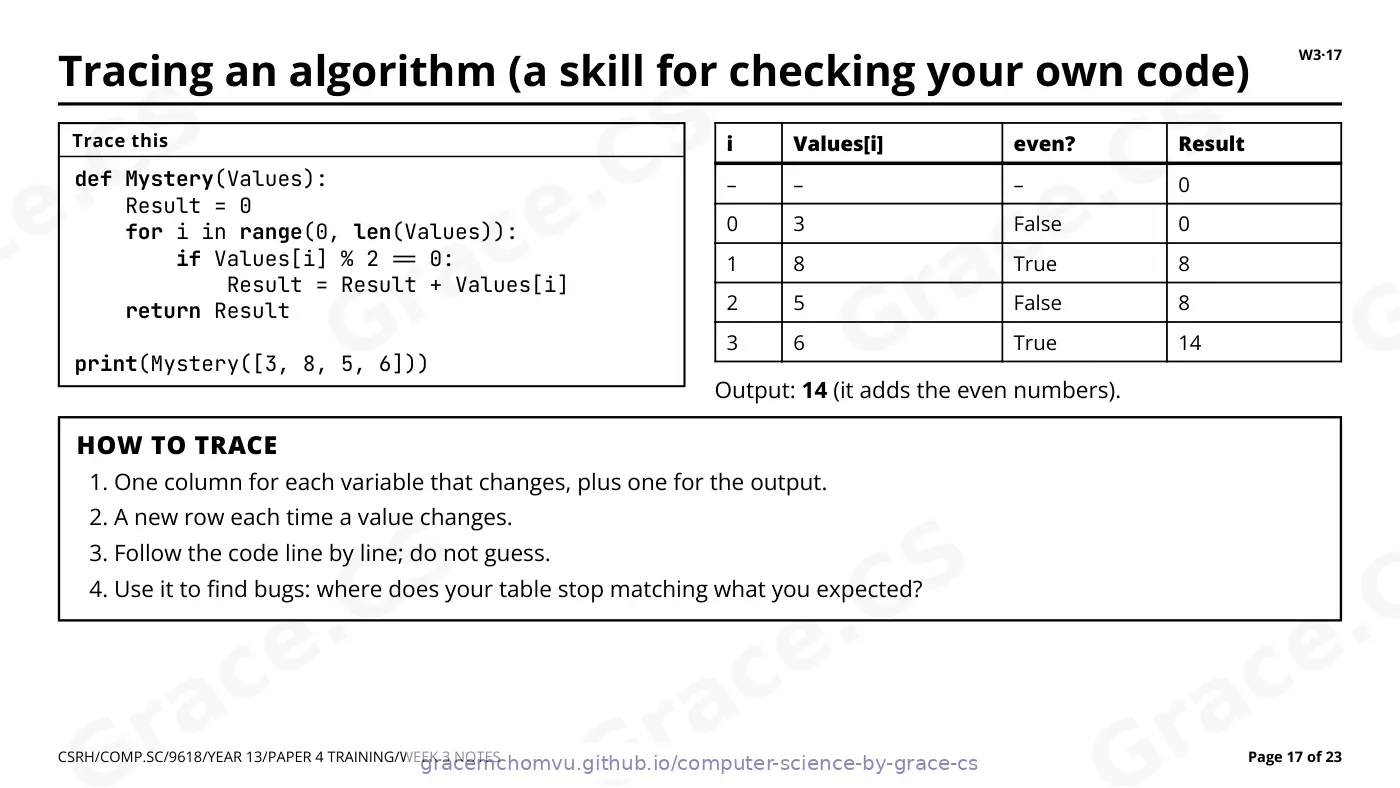 Tracing an algorithm (a skill for checking your own code)
W3·17
Trace this
def Mystery(Values):
    Result = 0
    for i in range(0, len(Values)):
        if Values[i] % 2 == 0:
            Result = Result + Values[i]
    return Result
print(Mystery([3, 8, 5, 6]))
i Values[i] even? Result
– – – 0
0 3 False 0
1 8 True 8
2 5 False 8
3 6 True 14
Output: 14 (it adds the even numbers).
HOW TO TRACE
1. One column for each variable that changes, plus one for the output.
2. A new row each time a value changes.
3. Follow the code line by line; do not guess.
4. Use it to find bugs: where does your table stop matching what you expected?
CSRH/COMP.SC/9618/YEAR 13/PAPER 4 TRAINING/WEEK 3 NOTES
gracemchomvu.github.io/computer-science-by-grace-cs
Page 17 of 23
Grace.CS